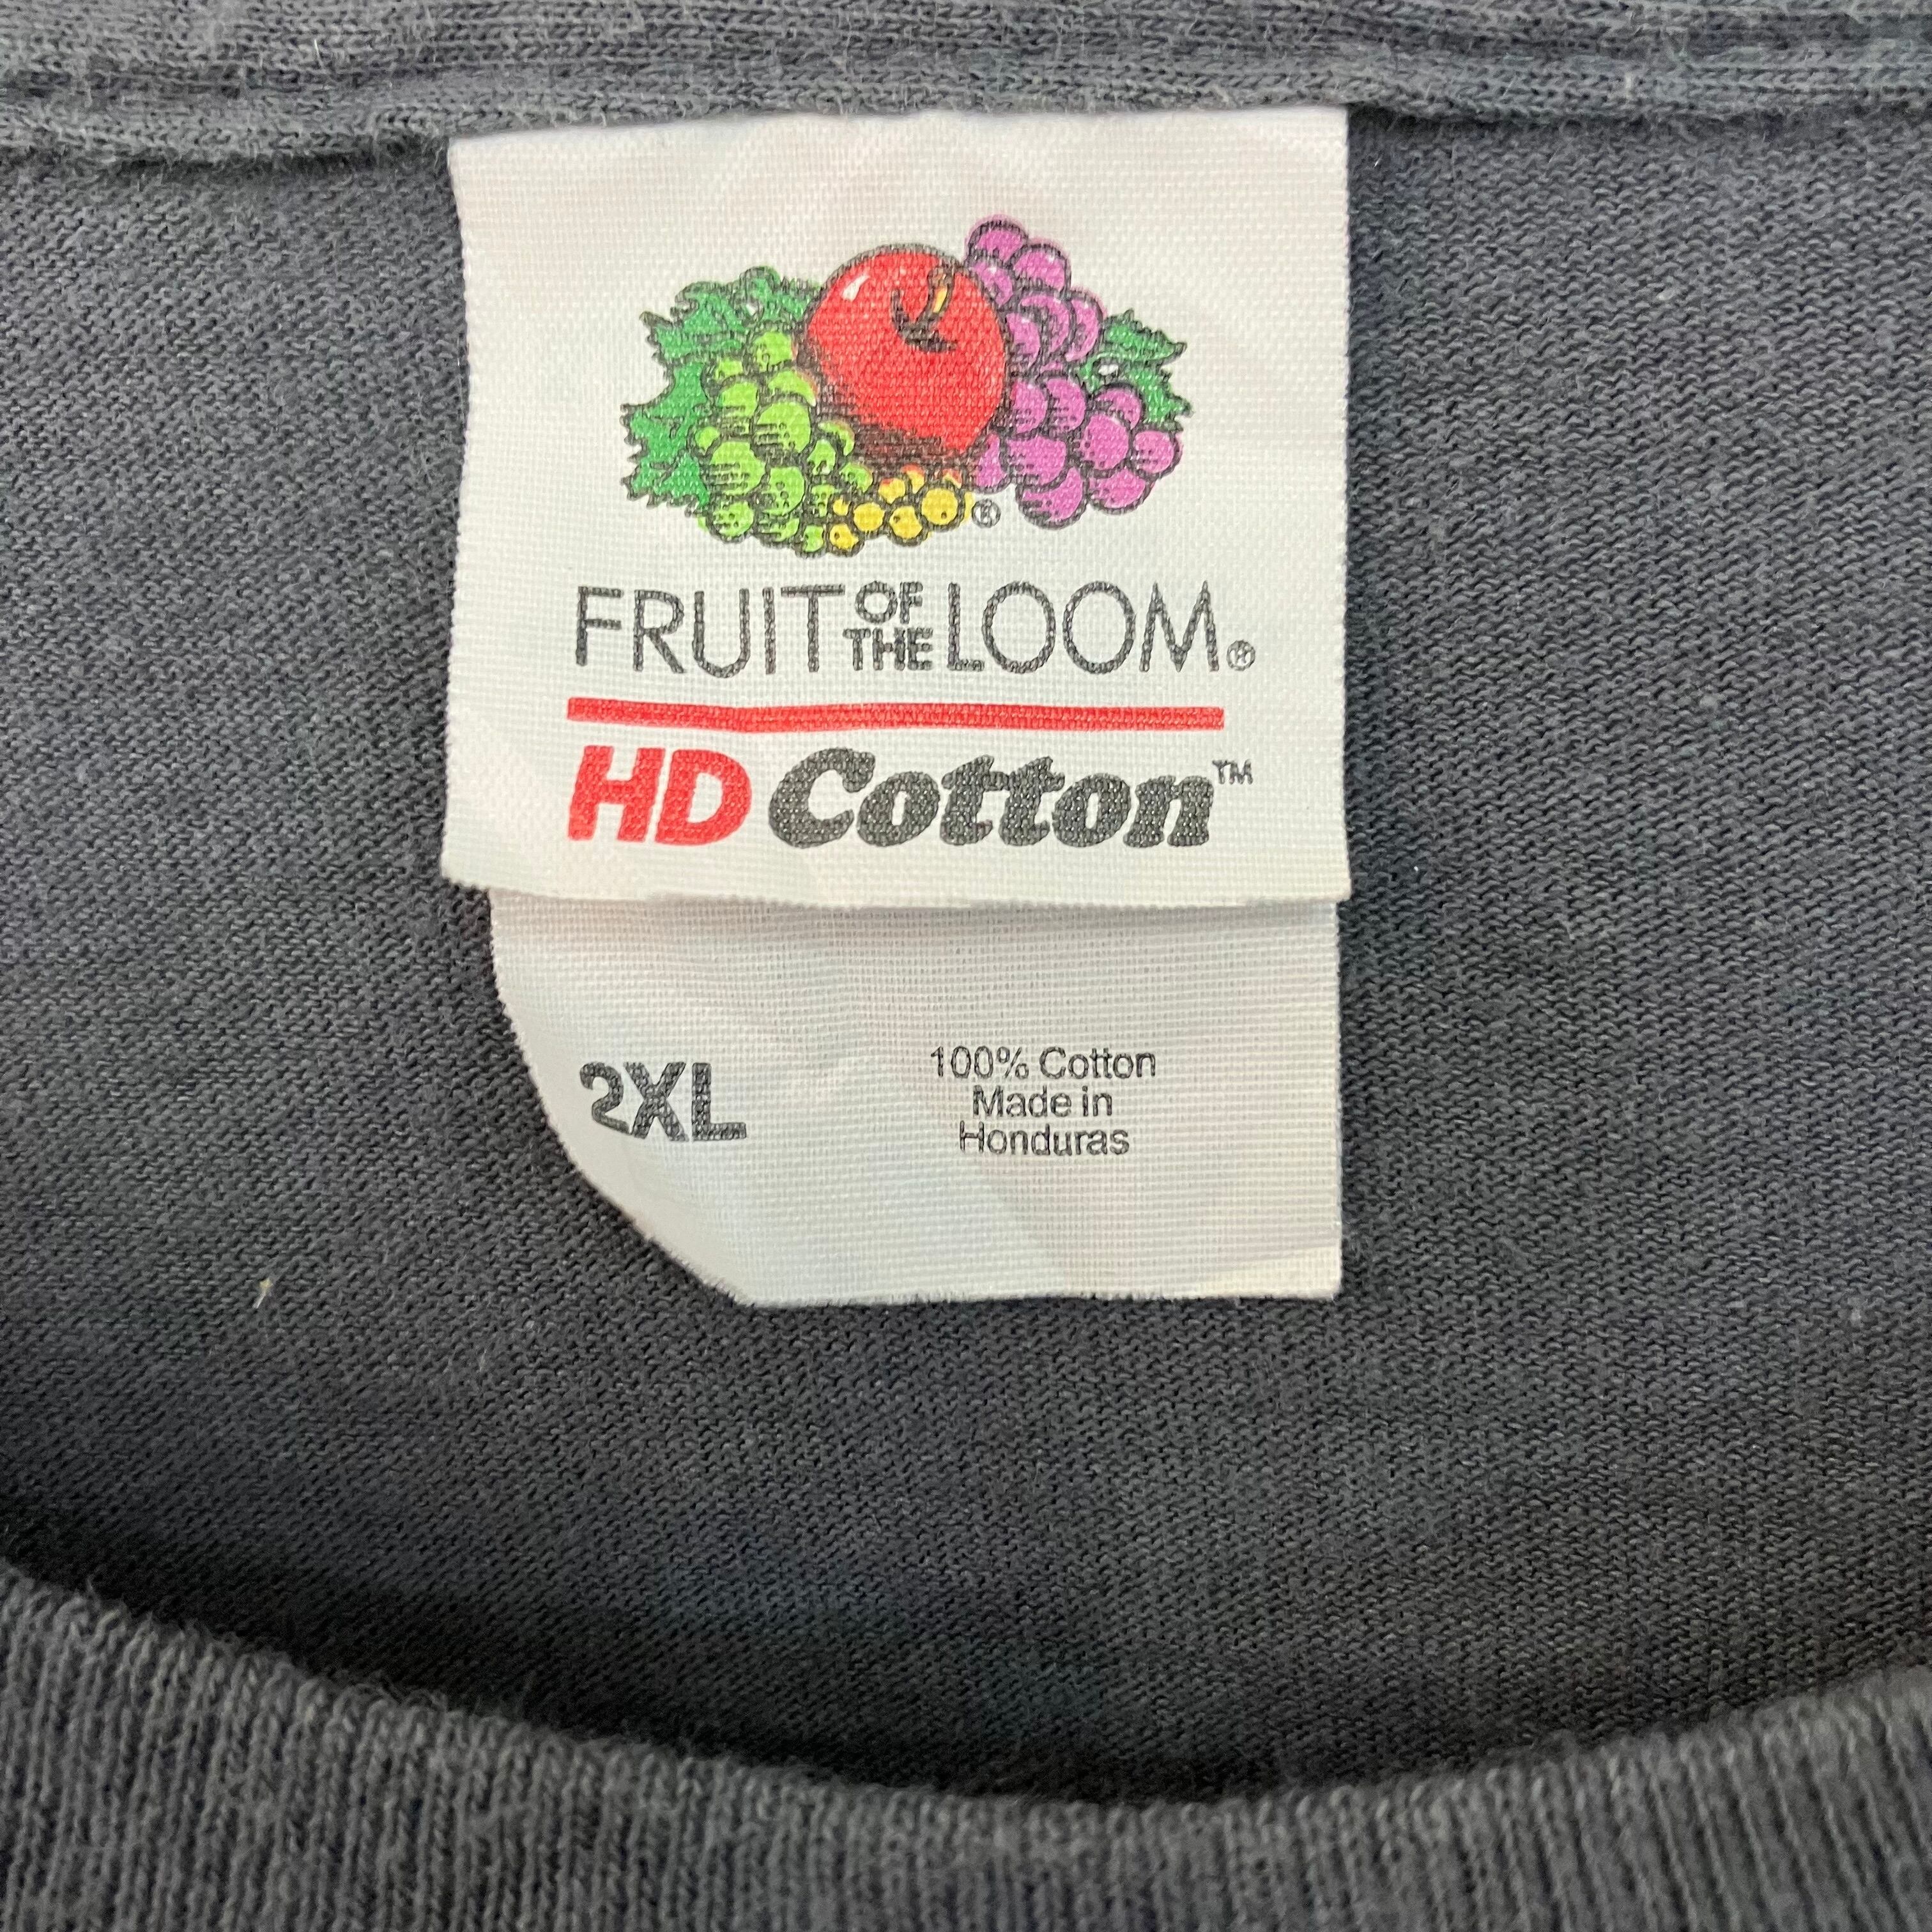 ®
FRUIT OF THE LOOM®
HD Cotton™
2XL
100% Cotton
Made in
Honduras